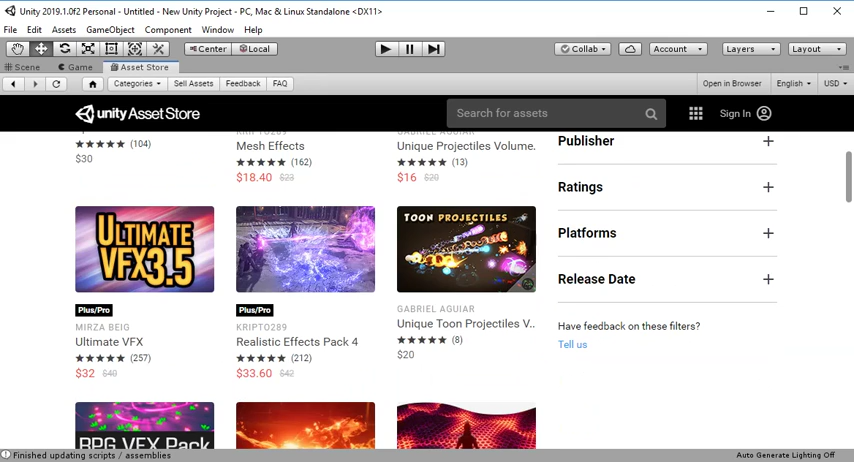 Unity 2019.1.0f2 Personal - Untitled - New Unity Project - PC, Mac & Linux Standalone <DX11>
File Edit Assets GameObject Component Window Help
Center Local Collab Account Layers Layout
Scene Game Asset Store
Categories Sell Assets Feedback FAQ Open in Browser English USD
unity Asset Store Search for assets Sign In
(104)
$30
Mesh Effects
(162)
$18.40 $23
GABRIEL AGUIAR
Unique Projectiles Volume.
(13)
$16 $20
ULTIMATE
VFX3.5
Plus/Pro
MIRZA BEIG
Ultimate VFX
(257)
$32 $40
Plus/Pro
KRIPTO289
Realistic Effects Pack 4
(212)
$33.60 $42
TOON PROJECTILES
GABRIEL AGUIAR
Unique Toon Projectiles V..
(8)
$20
RPG VFX Pack
Publisher
Ratings
Platforms
Release Date
Have feedback on these filters?
Tell us
Finished updating scripts / assemblies
Auto Generate Lighting Off